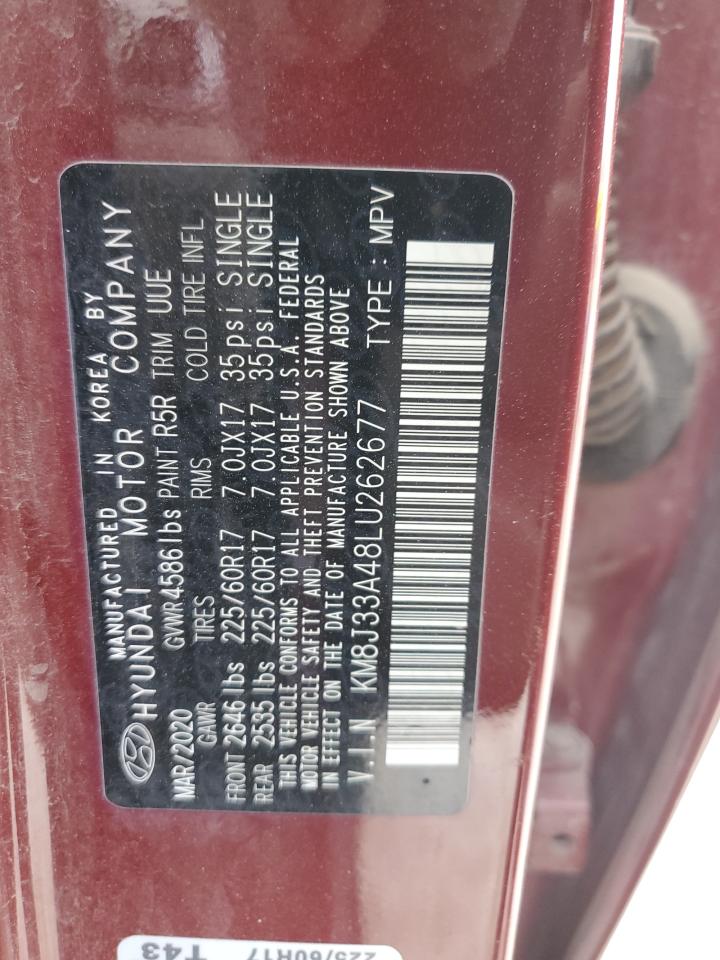 MANUFACTURED IN KOREA BY
HYUNDAI MOTOR COMPANY
GVWR 4586lbs PAINT R5R TRIM UUE
MAR/2020
GAWR TIRES RIMS COLD TIRE INFL
FRONT 2646 lbs 225/60R17 7.0JX17 35psi SINGLE
REAR 2535 lbs 225/60R17 7.0JX17 35psi SINGLE
THIS VEHICLE CONFORMS TO ALL APPLICABLE U.S.A. FEDERAL
MOTOR VEHICLE SAFETY AND THEFT PREVENTION STANDARDS
IN EFFECT ON THE DATE OF MANUFACTURE SHOWN ABOVE
V.I.N KM8J33A48LU262677 TYPE : MPV
T43
225/60R17